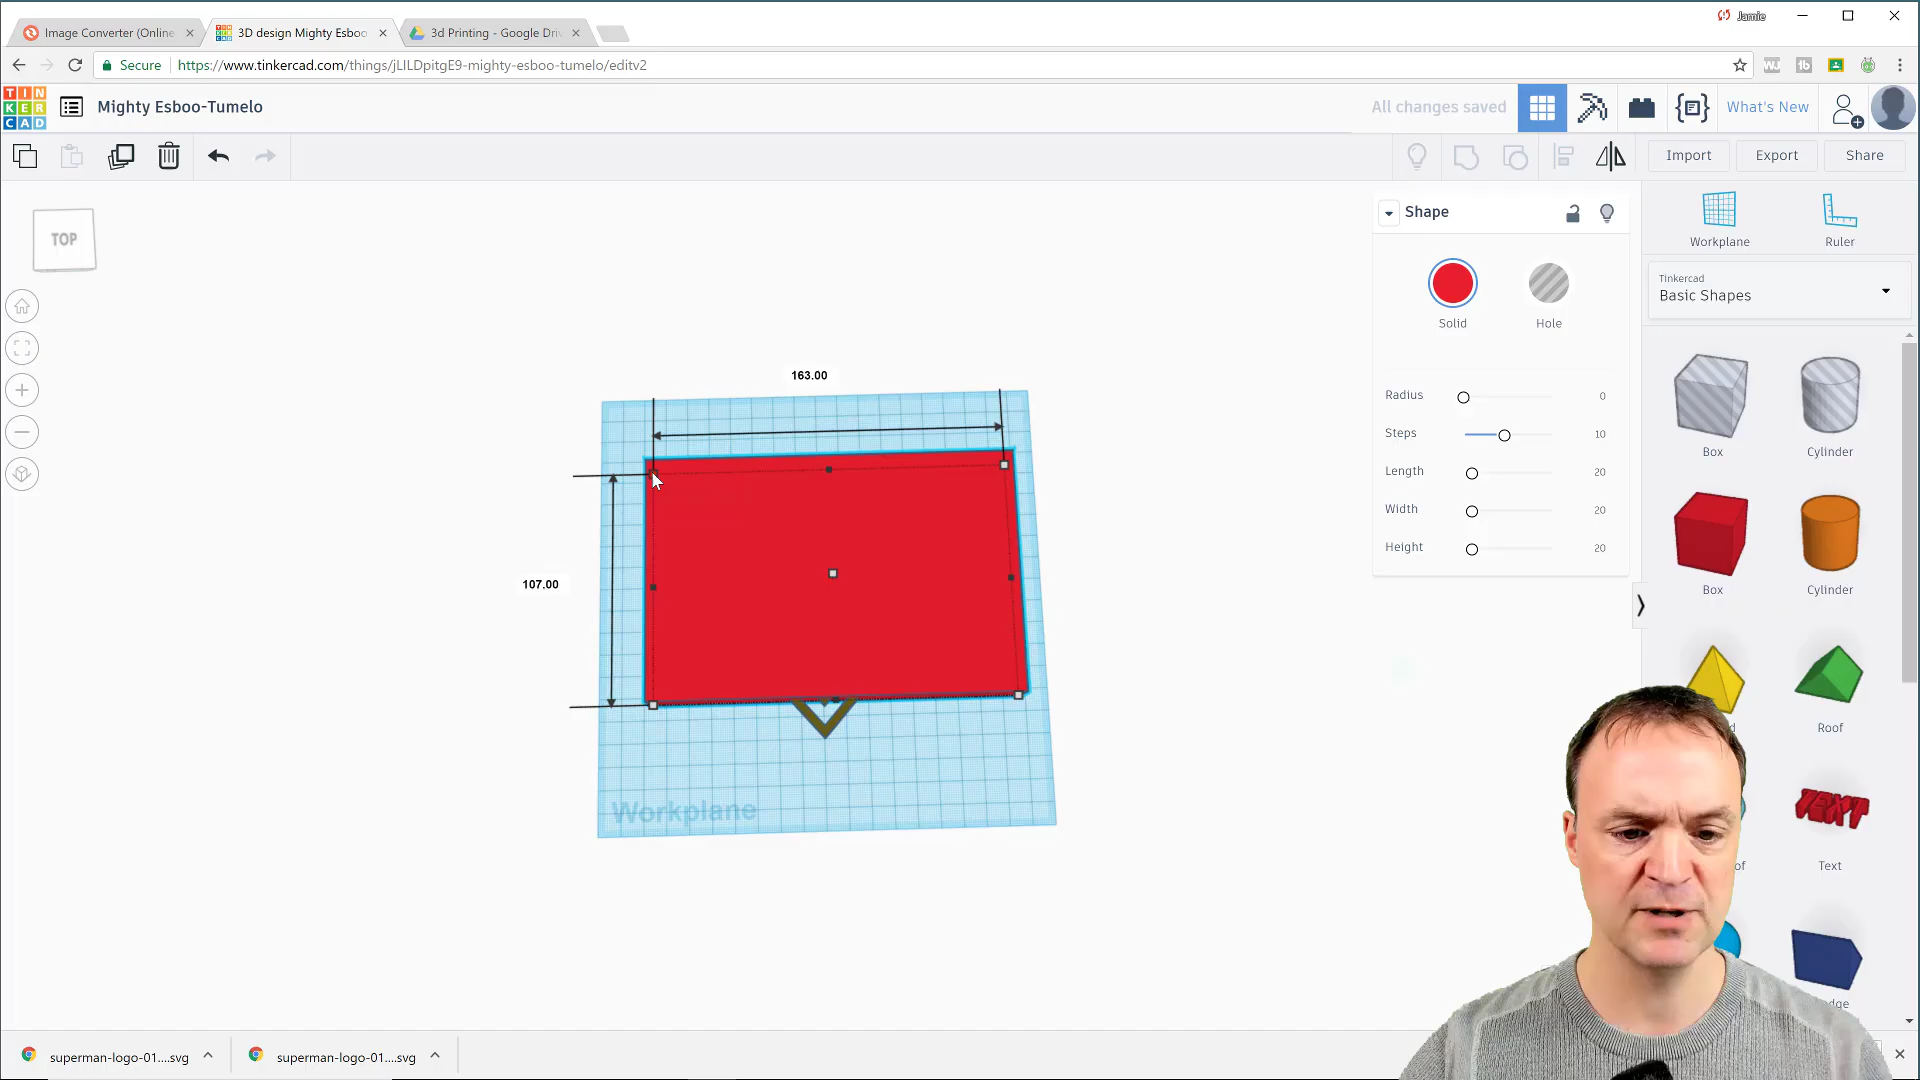 Jamie
Image Converter (Online
3D design Mighty Esboo
3d Printing - Google Dri
Secure
https://www.tinkercad.com/things/jLILDpitgE9-mighty-esboo-tumelo/editv2
TIN
KER
CAD
Mighty Esboo-Tumelo
All changes saved
What's New
Import
Export
Share
TOP
Shape
Solid
Hole
Radius 0
Steps 10
Length 20
Width 20
Height 20
Workplane
Ruler
Tinkercad
Basic Shapes
Box
Cylinder
Box
Cylinder
Roof
TEXT
Text
163.00
107.00
Workplane
superman-logo-01....svg
superman-logo-01....svg